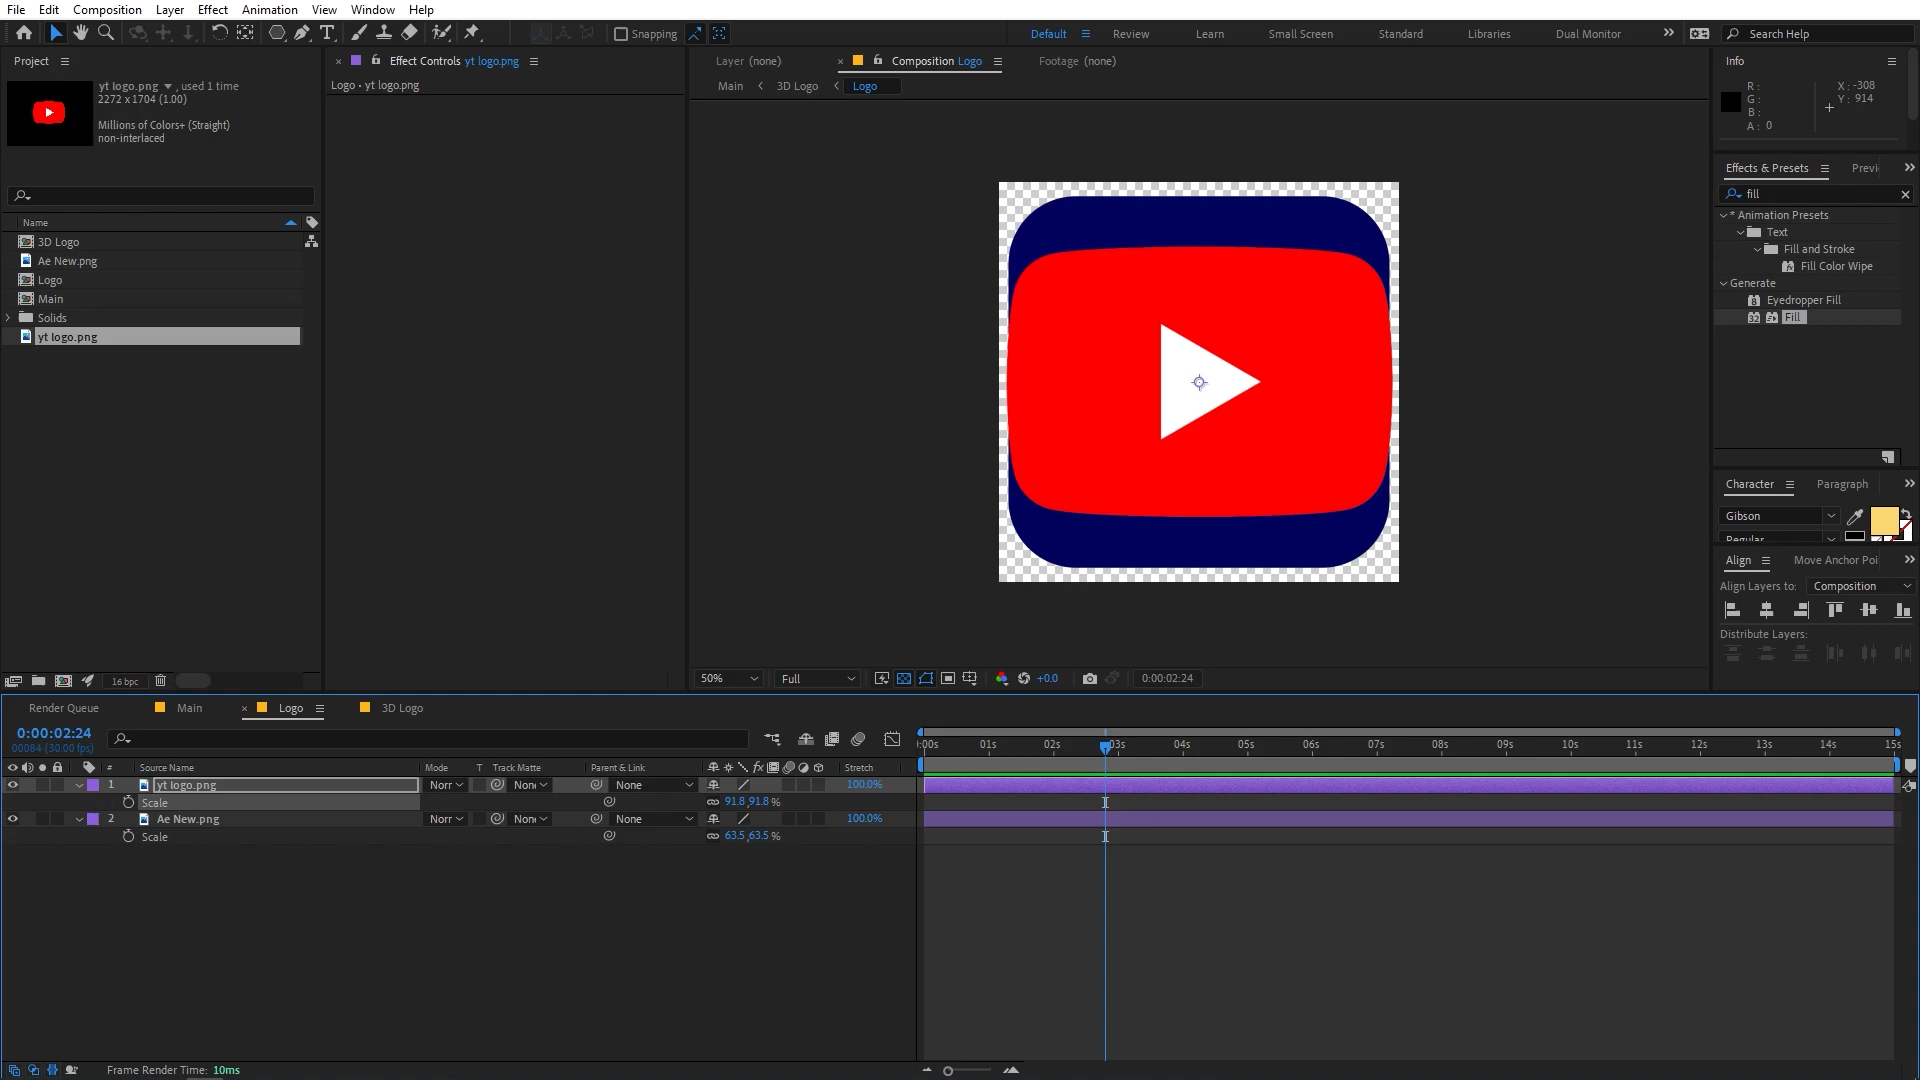 File Edit Composition Layer Effect Animation View Window Help
Snapping Default Review Learn Small Screen Standard Libraries Dual Monitor Search Help
Project
yt logo.png , used 1 time
2272 x 1704 (1.00)
Millions of Colors+ (Straight)
non-interlaced
Name
3D Logo
Ae New.png
Logo
Main
Solids
yt logo.png
16 bpc
Effect Controls yt logo.png
Logo • yt logo.png
Layer (none) Composition Logo Footage (none)
Main 3D Logo Logo
50% Full +0.0 0:00:02:24
Info
R :
G :
B :
A : 0
X : -308
Y : 914
Effects & Presets Previ
fill
* Animation Presets
Text
Fill and Stroke
Fill Color Wipe
Generate
Eyedropper Fill
32 Fill
Character Paragraph
Gibson
Regular
Align Move Anchor Poi
Align Layers to: Composition
Distribute Layers:
Render Queue Main Logo 3D Logo
0:00:02:24
00084 (30.00 fps)
# Source Name Mode T Track Matte Parent & Link fx Stretch
1 yt logo.png Norr None None 100.0%
Scale 91.8,91.8 %
2 Ae New.png Norr None None 100.0%
Scale 63.5,63.5 %
:00s 01s 02s 03s 04s 05s 06s 07s 08s 09s 10s 11s 12s 13s 14s 15s
Frame Render Time: 10ms